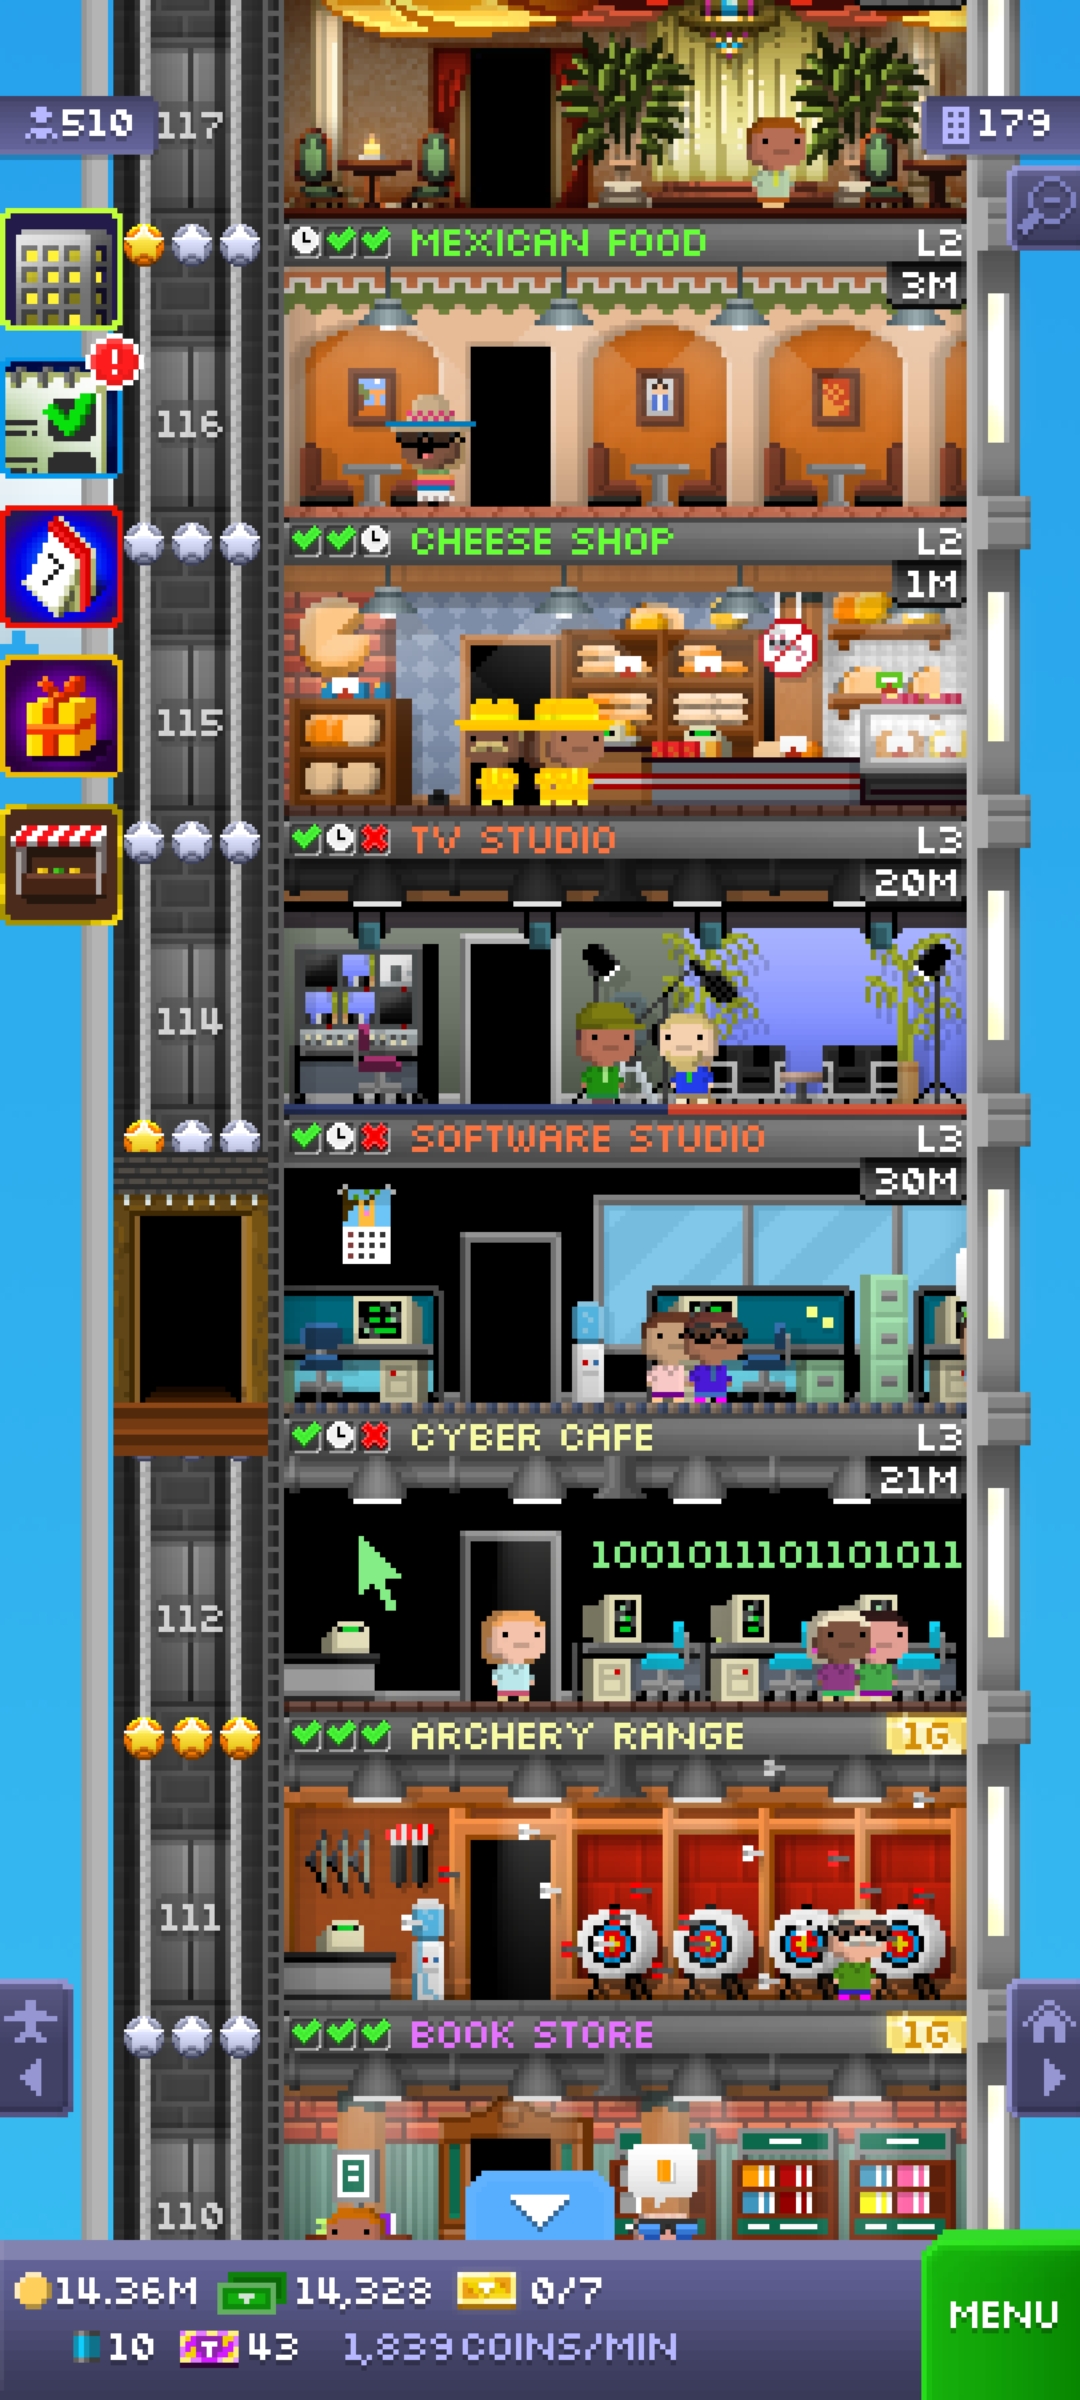 510
117
179
MEXICAN FOOD
L2
3M
116
CHEESE SHOP
L2
1M
7
115
TV STUDIO
L3
20M
114
SOFTWARE STUDIO
L3
30M
CYBER CAFE
L3
21M
1001011101101011
112
ARCHERY RANGE
1G
111
BOOK STORE
1G
110
14.36M
14,328
0/7
MENU
10
T
43
1,839 COINS/MIN